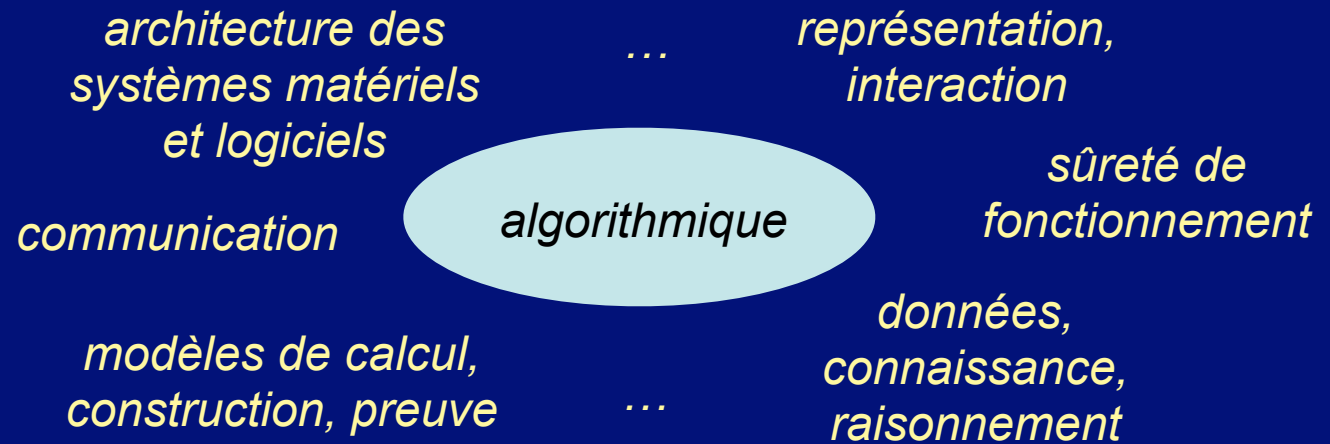 architecture des
systèmes matériels
et logiciels
…
représentation,
interaction
communication
algorithmique
sûreté de
fonctionnement
modèles de calcul,
construction, preuve
…
données,
connaissance,
raisonnement